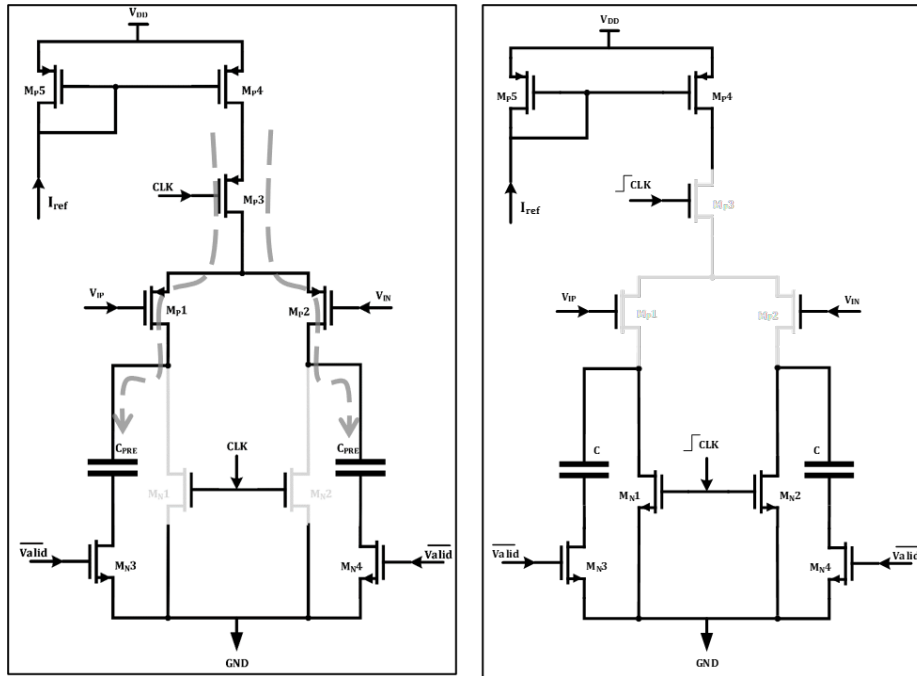 VDD
MP5
MP4
Iref
CLK
MP3
VIP
VIN
MP1
MP2
CPRE
CLK
CPRE
MN1
MN2
Valid
MN3
MN4
Valid
GND
VDD
MP5
MP4
Iref
CLK
MP3
VIP
VIN
MP1
MP2
C
CLK
C
MN1
MN2
Valid
MN3
MN4
Valid
GND